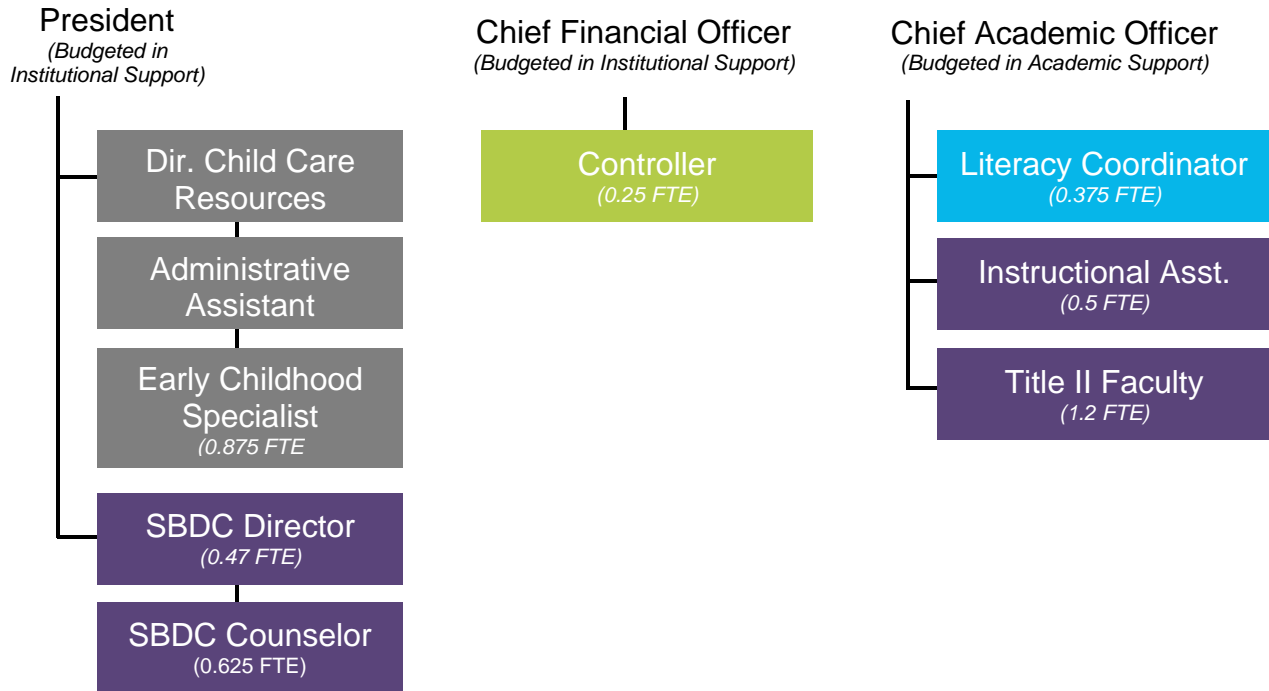 President
(Budgeted in
Institutional Support)
Dir. Child Care
Resources
Administrative
Assistant
Early Childhood
Specialist
(0.875 FTE
SBDC Director
(0.47 FTE)
SBDC Counselor
(0.625 FTE)
Chief Financial Officer
(Budgeted in Institutional Support)
Controller
(0.25 FTE)
Chief Academic Officer
(Budgeted in Academic Support)
Literacy Coordinator
(0.375 FTE)
Instructional Asst.
(0.5 FTE)
Title II Faculty
(1.2 FTE)